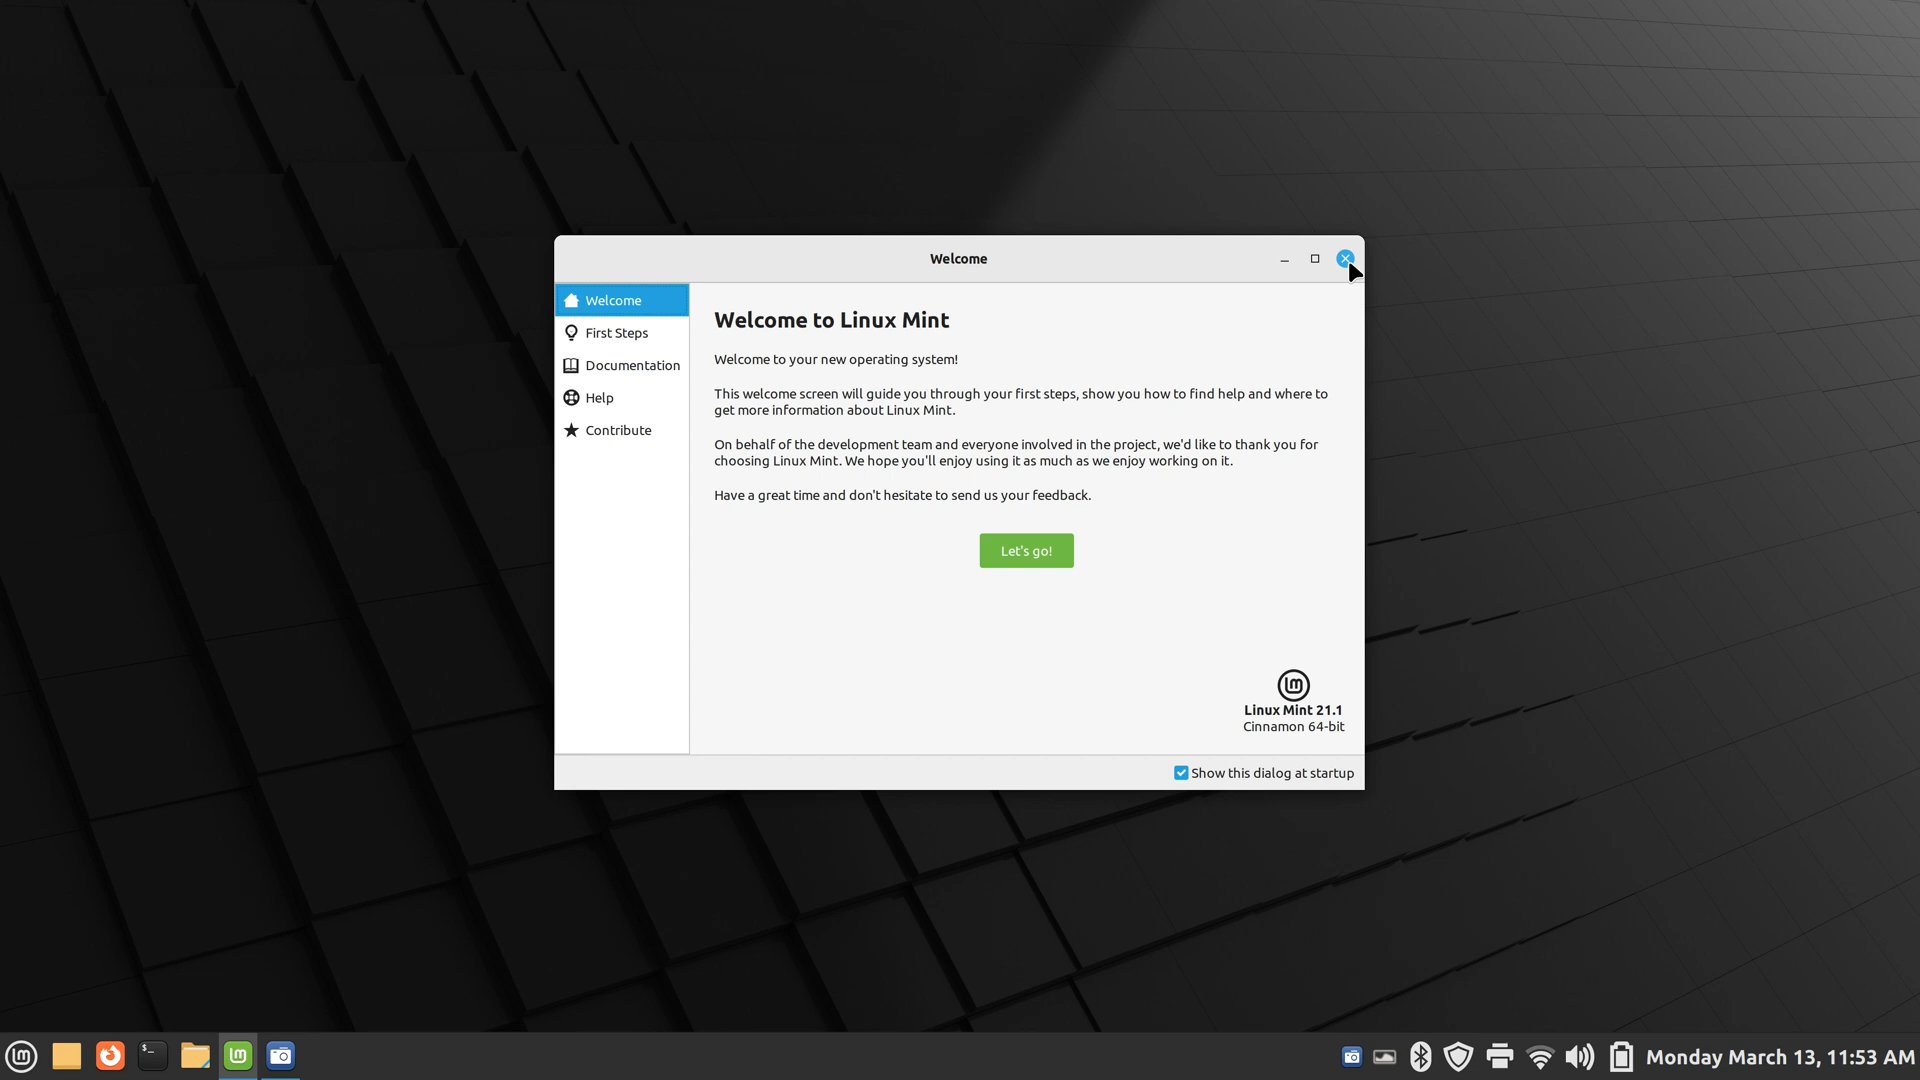 Welcome
Welcome
First Steps
Documentation
Help
Contribute
Welcome to Linux Mint
Welcome to your new operating system!
This welcome screen will guide you through your first steps, show you how to find help and where to
get more information about Linux Mint.
On behalf of the development team and everyone involved in the project, we'd like to thank you for
choosing Linux Mint. We hope you'll enjoy using it as much as we enjoy working on it.
Have a great time and don't hesitate to send us your feedback.
Let's go!
Linux Mint 21.1
Cinnamon 64-bit
Show this dialog at startup
Monday March 13, 11:53 AM